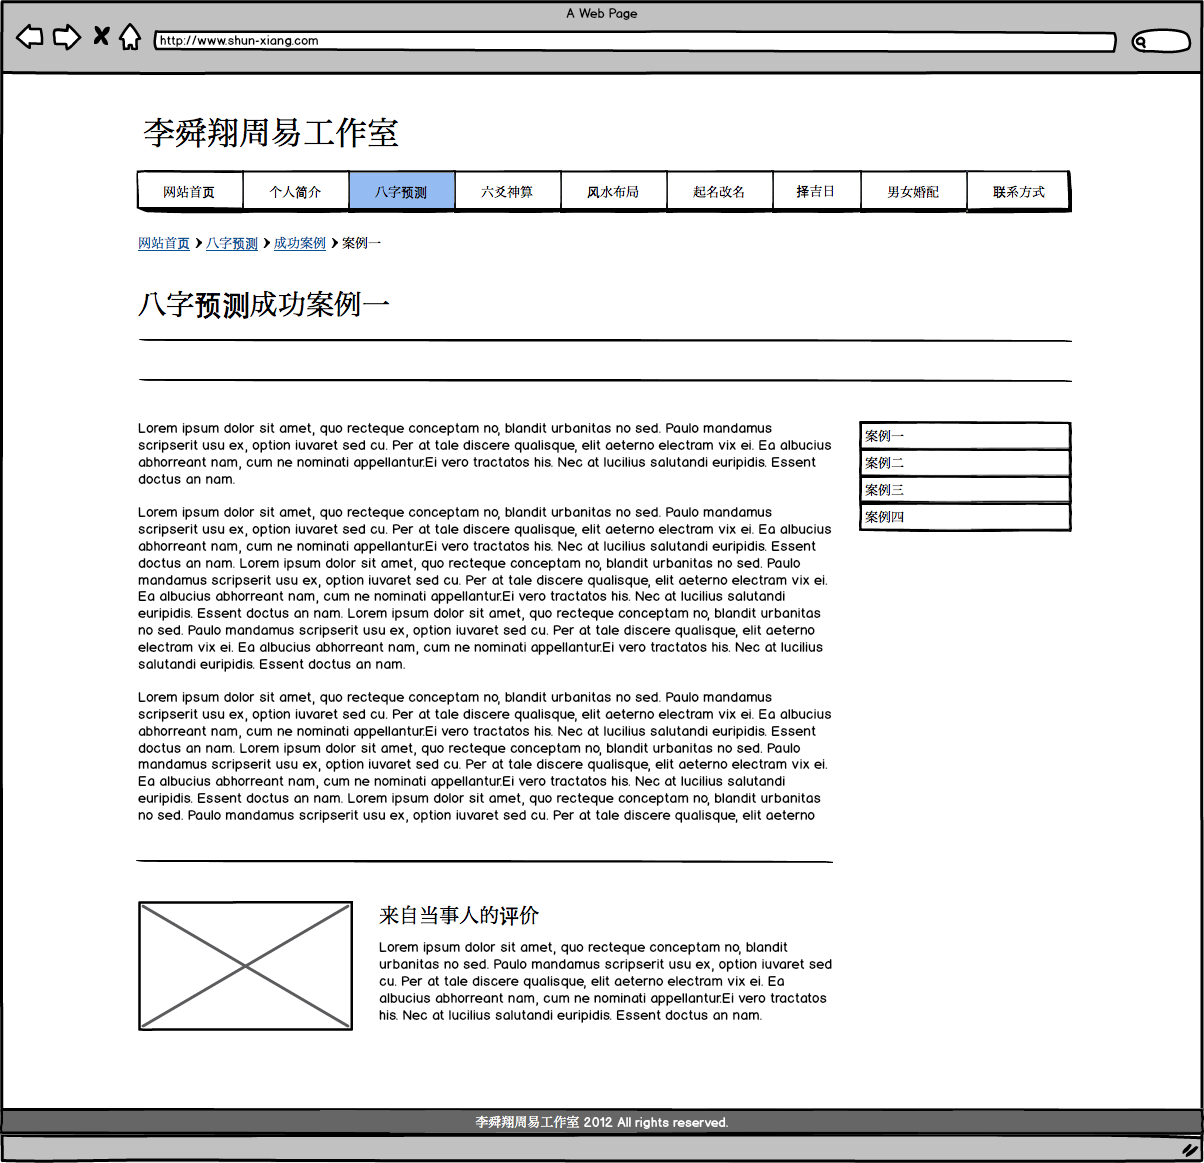 A Web Page
http://www.shun-xiang.com
李舜翔周易工作室
网站首页 个人简介 八字预测 六爻神算 风水布局 起名改名 择吉日 男女婚配 联系方式
网站首页 > 八字预测 > 成功案例 > 案例一
八字预测成功案例一
Lorem ipsum dolor sit amet, quo recteque conceptam no, blandit urbanitas no sed. Paulo mandamus
scripserit usu ex, option iuvaret sed cu. Per at tale discere qualisque, elit aeterno electram vix ei. Ea albucius
abhorreant nam, cum ne nominati appellantur.Ei vero tractatos his. Nec at lucilius salutandi euripidis. Essent
doctus an nam.
Lorem ipsum dolor sit amet, quo recteque conceptam no, blandit urbanitas no sed. Paulo mandamus
scripserit usu ex, option iuvaret sed cu. Per at tale discere qualisque, elit aeterno electram vix ei. Ea albucius
abhorreant nam, cum ne nominati appellantur.Ei vero tractatos his. Nec at lucilius salutandi euripidis. Essent
doctus an nam. Lorem ipsum dolor sit amet, quo recteque conceptam no, blandit urbanitas no sed. Paulo
mandamus scripserit usu ex, option iuvaret sed cu. Per at tale discere qualisque, elit aeterno electram vix ei.
Ea albucius abhorreant nam, cum ne nominati appellantur.Ei vero tractatos his. Nec at lucilius salutandi
euripidis. Essent doctus an nam. Lorem ipsum dolor sit amet, quo recteque conceptam no, blandit urbanitas
no sed. Paulo mandamus scripserit usu ex, option iuvaret sed cu. Per at tale discere qualisque, elit aeterno
electram vix ei. Ea albucius abhorreant nam, cum ne nominati appellantur.Ei vero tractatos his. Nec at lucilius
salutandi euripidis. Essent doctus an nam.
Lorem ipsum dolor sit amet, quo recteque conceptam no, blandit urbanitas no sed. Paulo mandamus
scripserit usu ex, option iuvaret sed cu. Per at tale discere qualisque, elit aeterno electram vix ei. Ea albucius
abhorreant nam, cum ne nominati appellantur.Ei vero tractatos his. Nec at lucilius salutandi euripidis. Essent
doctus an nam. Lorem ipsum dolor sit amet, quo recteque conceptam no, blandit urbanitas no sed. Paulo
mandamus scripserit usu ex, option iuvaret sed cu. Per at tale discere qualisque, elit aeterno electram vix ei.
Ea albucius abhorreant nam, cum ne nominati appellantur.Ei vero tractatos his. Nec at lucilius salutandi
euripidis. Essent doctus an nam. Lorem ipsum dolor sit amet, quo recteque conceptam no, blandit urbanitas
no sed. Paulo mandamus scripserit usu ex, option iuvaret sed cu. Per at tale discere qualisque, elit aeterno
案例一
案例二
案例三
案例四
来自当事人的评价
Lorem ipsum dolor sit amet, quo recteque conceptam no, blandit
urbanitas no sed. Paulo mandamus scripserit usu ex, option iuvaret sed
cu. Per at tale discere qualisque, elit aeterno electram vix ei. Ea
albucius abhorreant nam, cum ne nominati appellantur.Ei vero tractatos
his. Nec at lucilius salutandi euripidis. Essent doctus an nam.
李舜翔周易工作室 2012 All rights reserved.